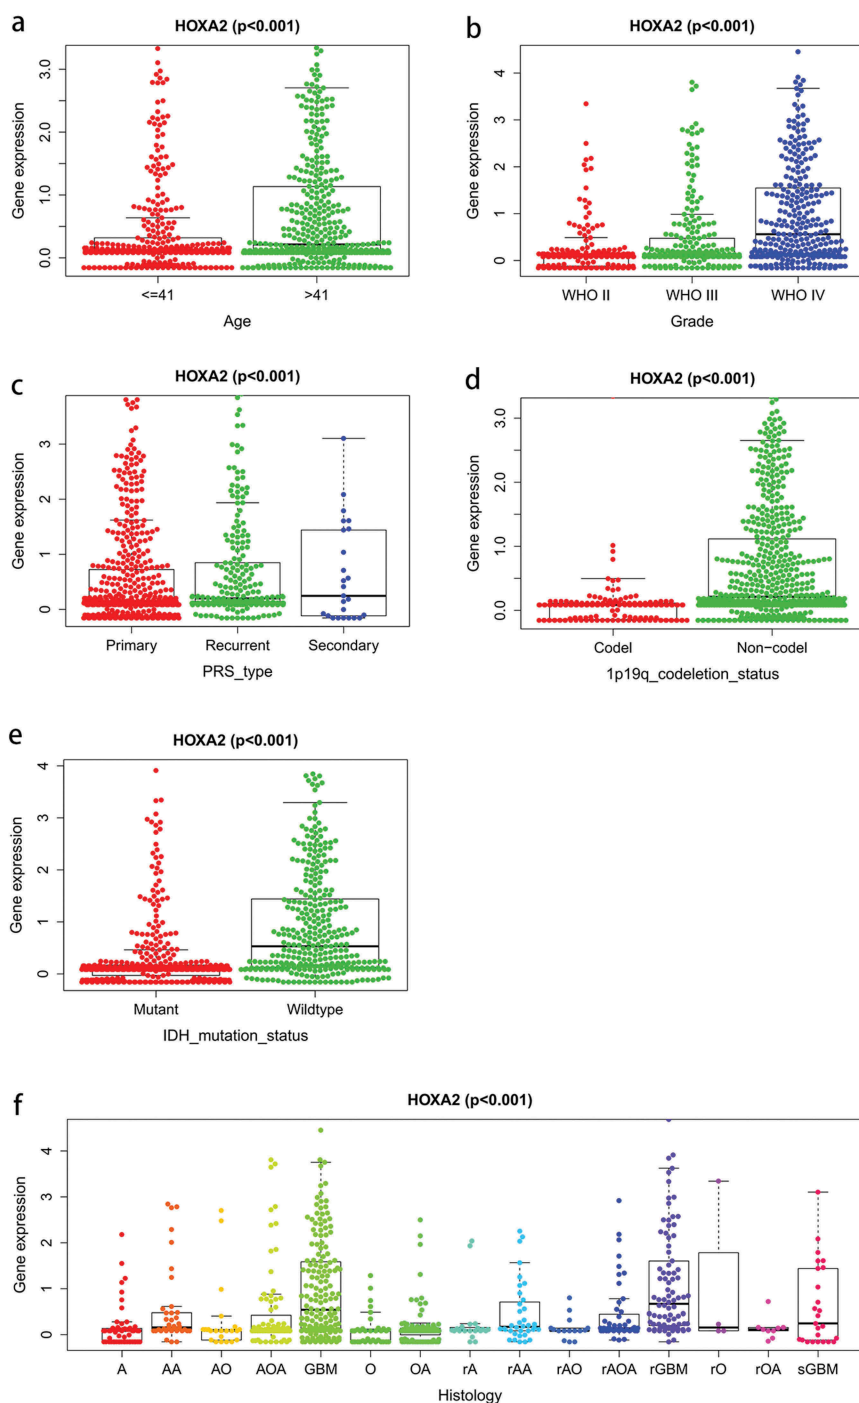 a
HOXA2 (p<0.001)
Gene expression
3.0
2.0
1.0
0.0
<=41
>41
Age
b
HOXA2 (p<0.001)
Gene expression
4
3
2
1
0
WHO II
WHO III
WHO IV
Grade
c
HOXA2 (p<0.001)
Gene expression
3
2
1
0
Primary
Recurrent
Secondary
PRS_type
d
HOXA2 (p<0.001)
Gene expression
3.0
2.0
1.0
0.0
Codel
Non-codel
1p19q_codeletion_status
e
HOXA2 (p<0.001)
Gene expression
4
3
2
1
0
Mutant
Wildtype
IDH_mutation_status
f
HOXA2 (p<0.001)
Gene expression
4
3
2
1
0
A
AA
AO
AOA
GBM
O
OA
rA
rAA
rAO
rAOA
rGBM
rO
rOA
sGBM
Histology